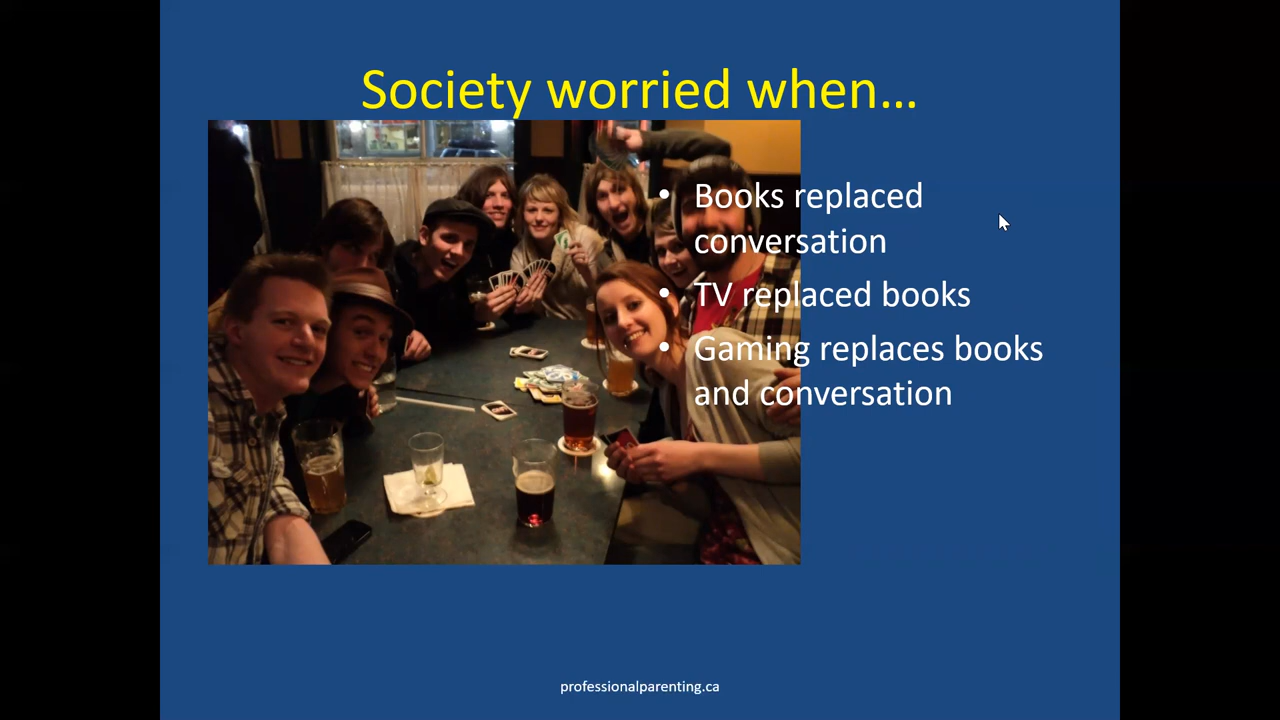 Society worried when…
• Books replaced
conversation
• TV replaced books
• Gaming replaces books
and conversation
professionalparenting.ca